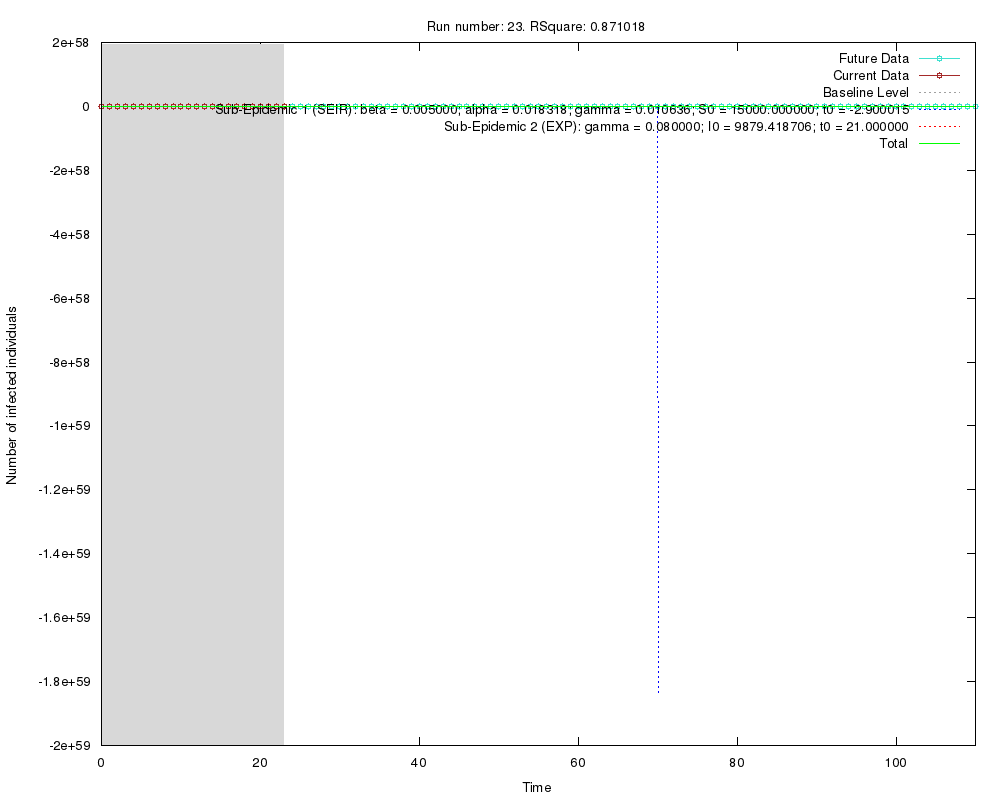 Run number: 23. RSquare: 0.871018
2e+58
Future Data
Current Data
Baseline Level
0
Sub-Epidemic 1 (SEIR): beta = 0.005000; alpha = 0.018318; gamma = 0.010636; S0 = 15000.000000; t0 = -2.900015
Sub-Epidemic 2 (EXP): gamma = 0.080000; I0 = 9879.418706; t0 = 21.000000
Total
-2e+58
-4e+58
-6e+58
-8e+58
-1e+59
-1.2e+59
-1.4e+59
-1.6e+59
-1.8e+59
-2e+59
Number of infected individuals
0 20 40 60 80 100
Time